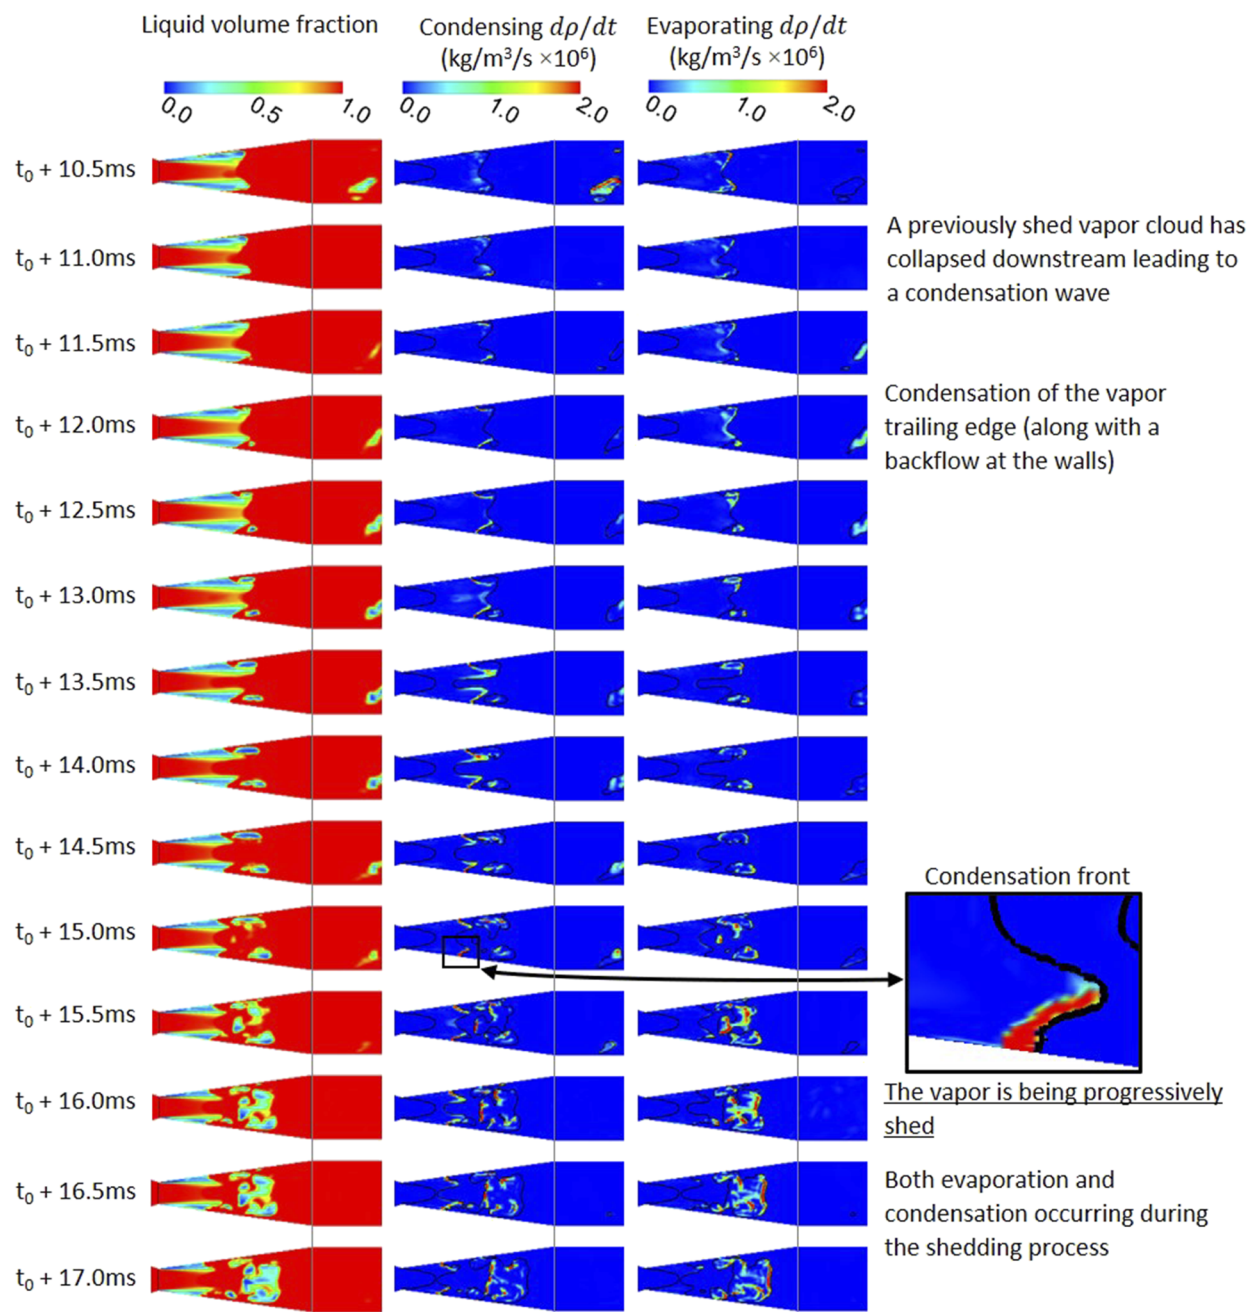 Liquid volume fraction
Condensing dρ/dt
(kg/m³/s ×10⁶)
Evaporating dρ/dt
(kg/m³/s ×10⁶)
0.0 0.5 1.0
0.0 1.0 2.0
0.0 1.0 2.0
t₀ + 10.5ms
t₀ + 11.0ms
A previously shed vapor cloud has
collapsed downstream leading to
a condensation wave
t₀ + 11.5ms
t₀ + 12.0ms
Condensation of the vapor
trailing edge (along with a
backflow at the walls)
t₀ + 12.5ms
t₀ + 13.0ms
t₀ + 13.5ms
t₀ + 14.0ms
t₀ + 14.5ms
Condensation front
t₀ + 15.0ms
t₀ + 15.5ms
t₀ + 16.0ms
The vapor is being progressively
shed
t₀ + 16.5ms
Both evaporation and
condensation occurring during
the shedding process
t₀ + 17.0ms